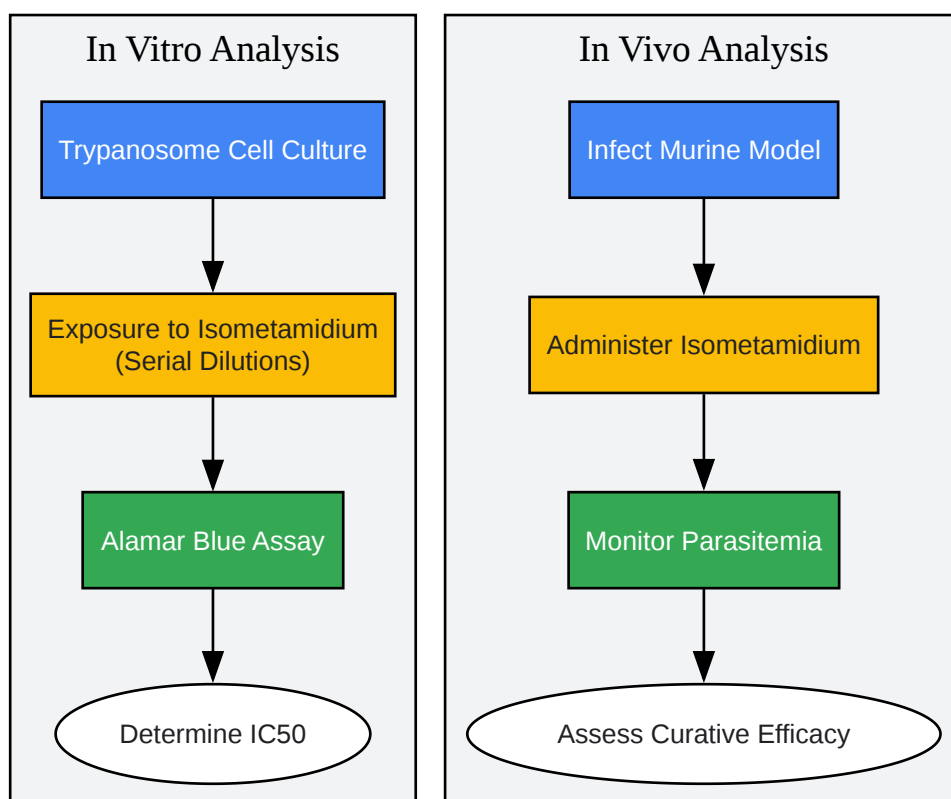 In Vitro Analysis
Trypanosome Cell Culture
Exposure to Isometamidium
(Serial Dilutions)
Alamar Blue Assay
Determine IC50
In Vivo Analysis
Infect Murine Model
Administer Isometamidium
Monitor Parasitemia
Assess Curative Efficacy